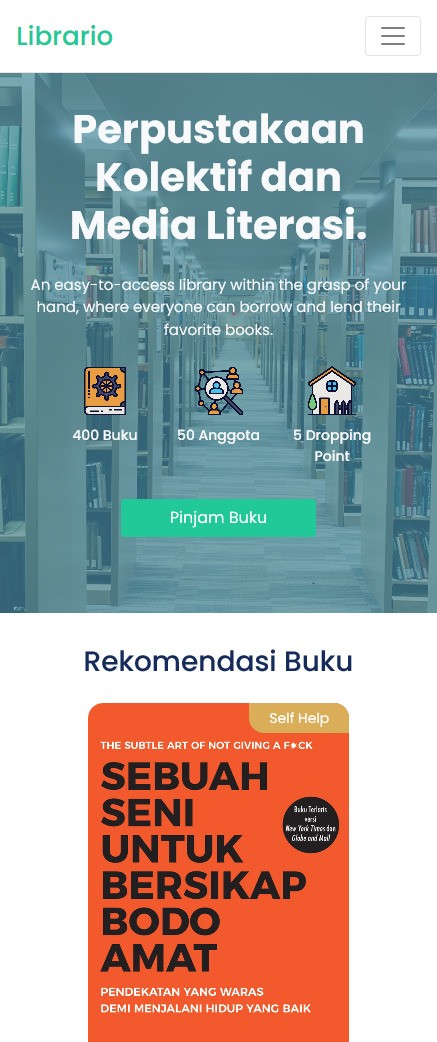 Librario
Perpustakaan
Kolektif dan
Media Literasi.
An easy-to-access library within the grasp of your
hand, where everyone can borrow and lend their
favorite books.
400 Buku
50 Anggota
5 Dropping
Point
Pinjam Buku
Rekomendasi Buku
Self Help
THE SUBTLE ART OF NOT GIVING A F*CK
SEBUAH
SENI
UNTUK
BERSIKAP
BODO
AMAT
Buku Terlaris
versi
New York Times dan
Globe and Mail
PENDEKATAN YANG WARAS
DEMI MENJALANI HIDUP YANG BAIK